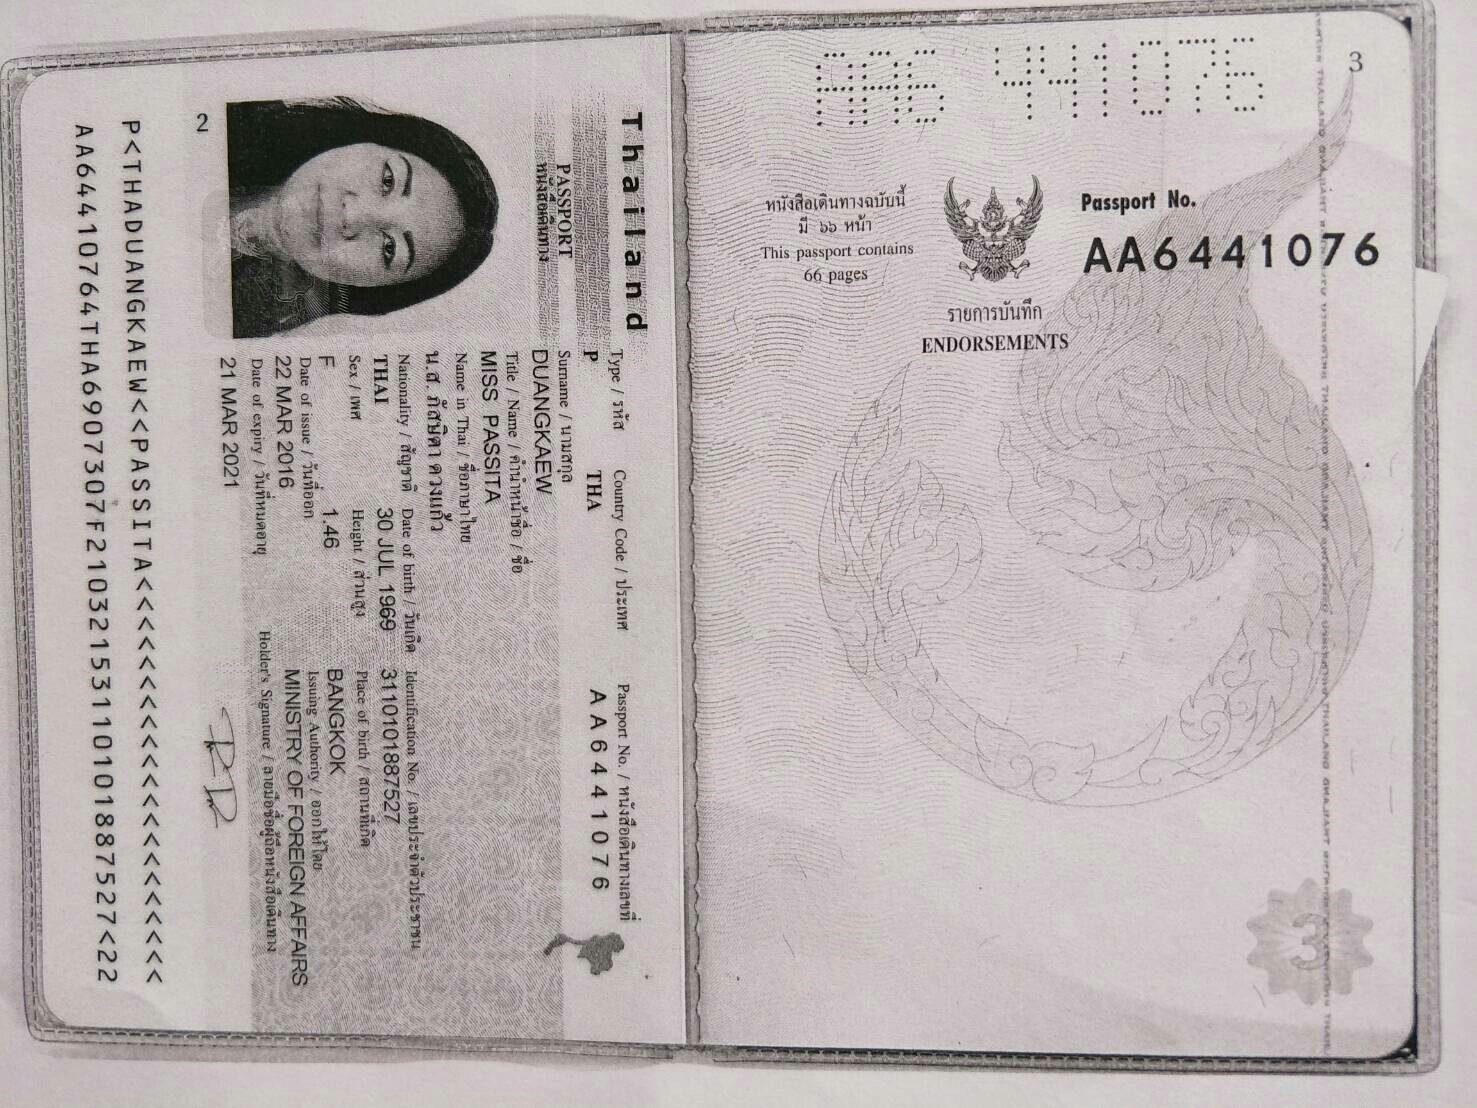 Thailand
PASSPORT
หนังสือเดินทาง
Type / รหัส
P
Country Code / ประเทศ
THA
Passport No. / หนังสือเดินทางเลขที่
AA6441076
Surname / นามสกุล
DUANGKAEW
Title / Name / คำนำหน้าชื่อ / ชื่อ
MISS PASSITA
Name in Thai / ชื่อภาษาไทย
น.ส. ภัสษิตา ดวงแก้ว
Nationality / สัญชาติ
THAI
Date of birth / วันเกิด
30 JUL 1969
Identification No. / เลขประจำตัวประชาชน
3110101887527
Sex / เพศ
F
Height / ส่วนสูง
1.46
Place of birth / สถานที่เกิด
BANGKOK
Date of issue / วันที่ออก
22 MAR 2016
Issuing Authority / ออกให้โดย
MINISTRY OF FOREIGN AFFAIRS
Date of expiry / วันที่หมดอายุ
21 MAR 2021
Holder's Signature / ลายมือชื่อผู้ถือหนังสือเดินทาง
2
P<THADUANGKAEW<<PASSITA<<<<<<<<<<<<<<<<<<<<<
AA64410764THA6907307F21032153110101887527<22
AA6441076
3
หนังสือเดินทางฉบับนี้
มี ๖๖ หน้า
This passport contains
66 pages
Passport No.
AA6441076
รายการบันทึก
ENDORSEMENTS
3